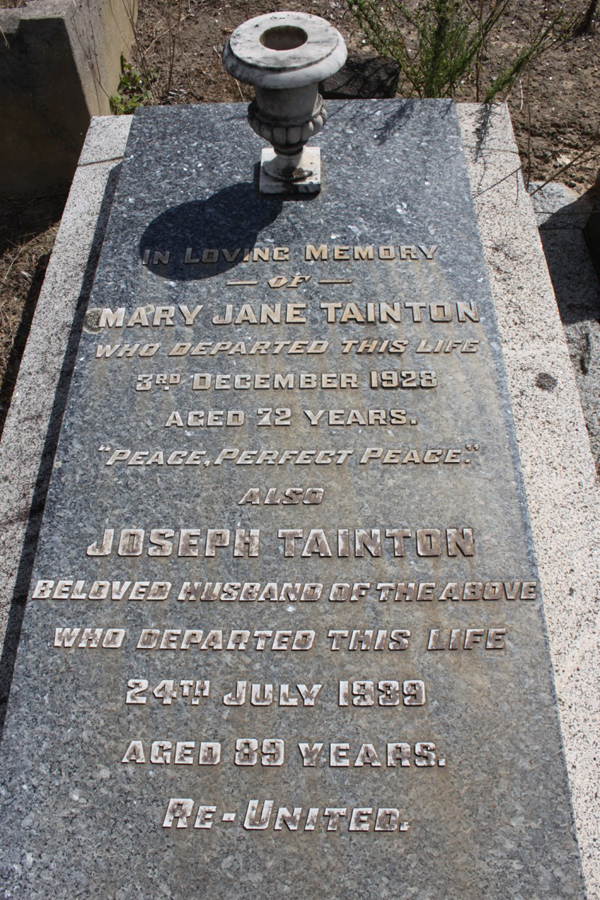 IN LOVING MEMORY
— OF —
MARY JANE TAINTON
WHO DEPARTED THIS LIFE
3RD DECEMBER 1928
AGED 72 YEARS.
"PEACE, PERFECT PEACE."
ALSO
JOSEPH TAINTON
BELOVED HUSBAND OF THE ABOVE
WHO DEPARTED THIS LIFE
24TH JULY 1939
AGED 89 YEARS.
RE-UNITED.